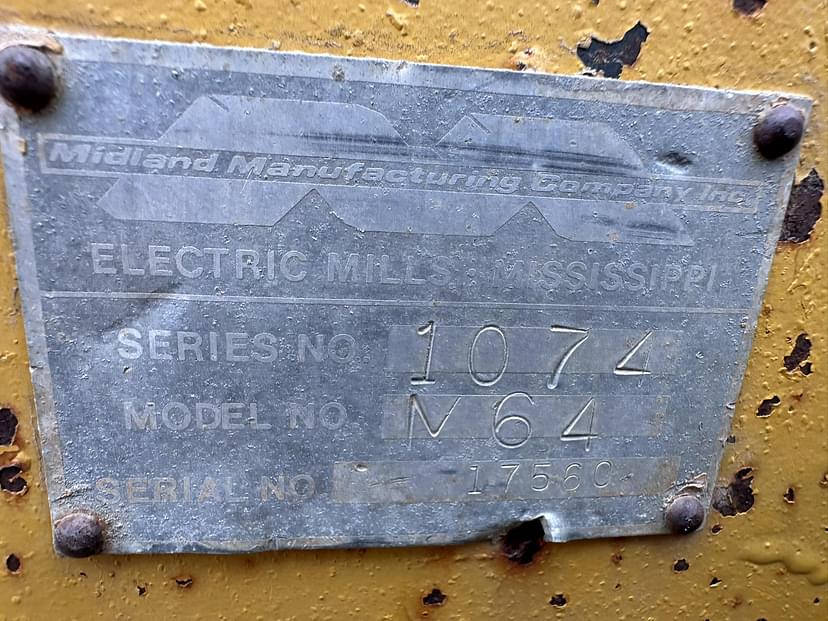 Midland Manufacturing Company Inc.
ELECTRIC MILLS, MISSISSIPPI
SERIES NO 1074
MODEL NO. M64
SERIAL NO 17560